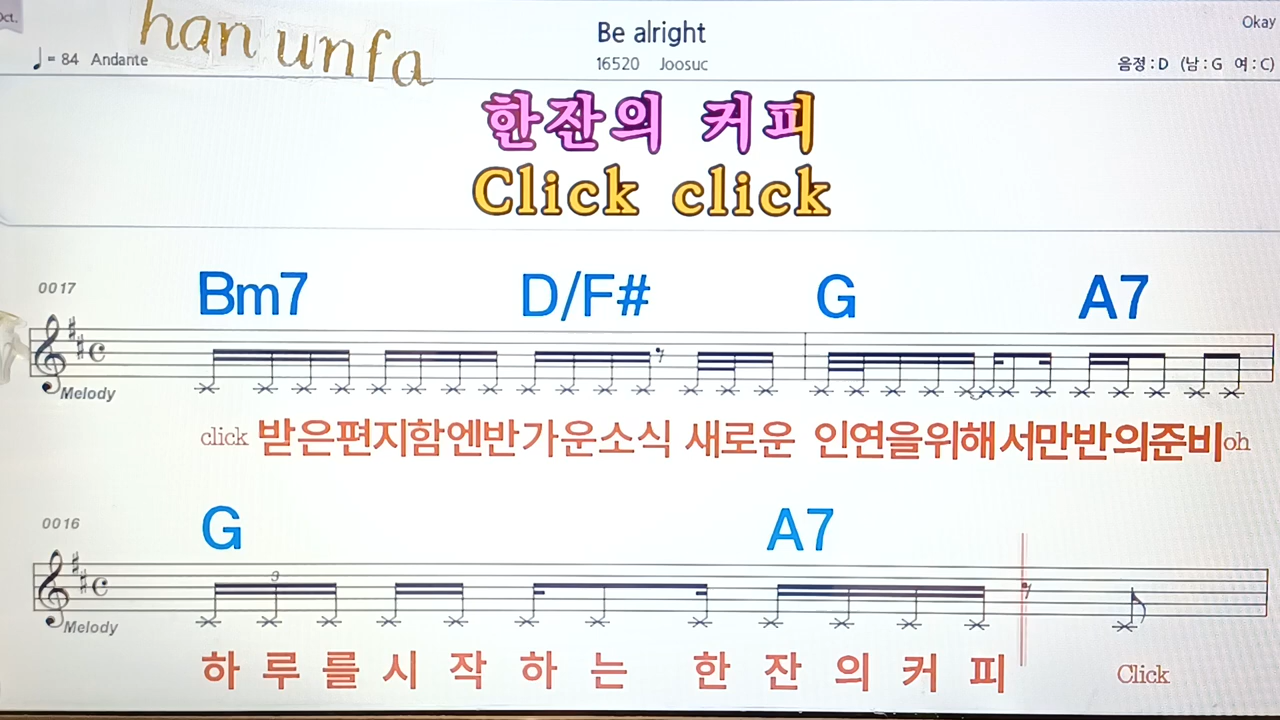 Oct.
han unfa
Be alright
Okay
♩= 84 Andante
16520 Joosuc
음정 : D (남 : G 여 : C)
한잔의 커피
Click click
0017
Bm7 D/F# G A7
Melody
click 받은편지함엔반가운소식 새로운 인연을위해서만반의준비oh
0016
G A7
3
Melody
하 루 를 시 작 하 는 한 잔 의 커 피 Click